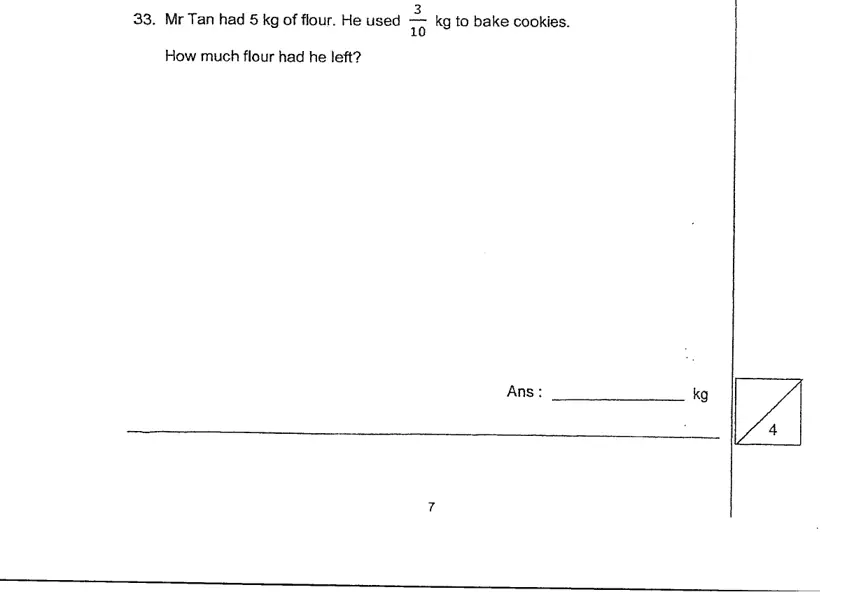 33. Mr Tan had 5 kg of flour. He used 3/10 kg to bake cookies.
How much flour had he left?
Ans : ____________ kg
4
7